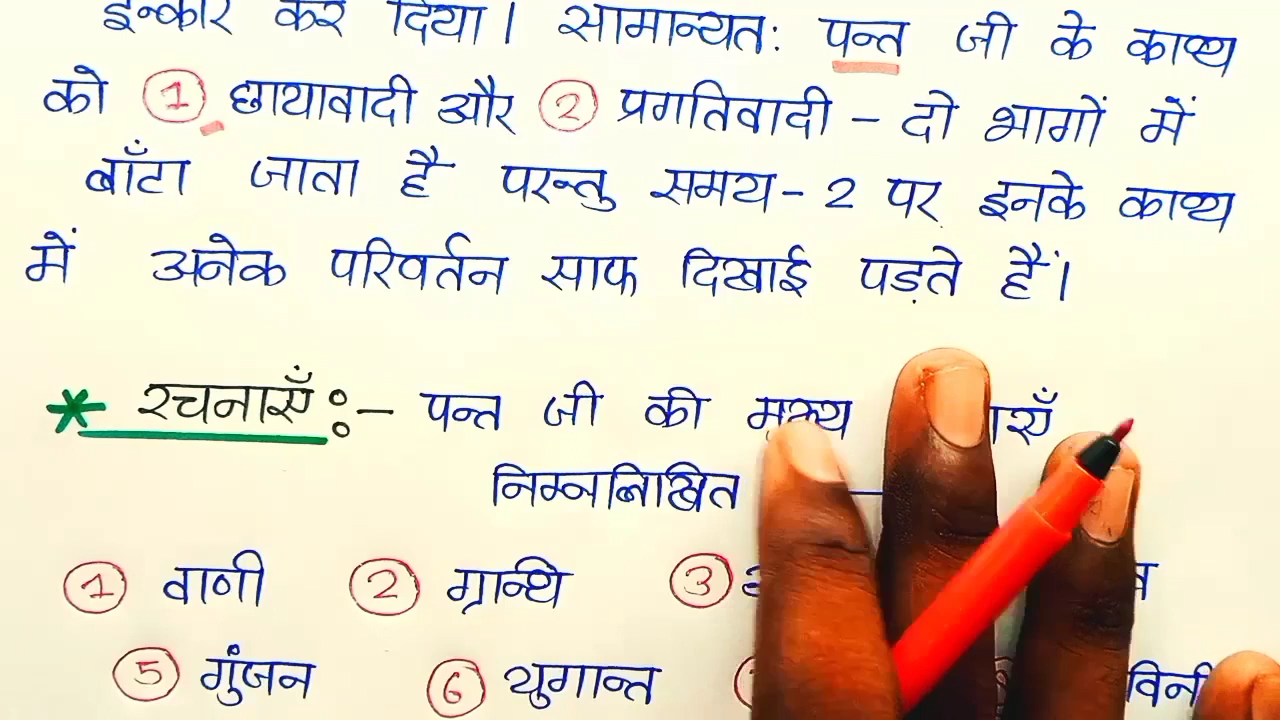 इन्कार कर दिया। सामान्यतः पन्त जी के काव्य
को ① छायावादी और ② प्रगतिवादी - दो भागों में
बाँटा जाता है परन्तु समय-2 पर इनके काव्य
में अनेक परिवर्तन साफ दिखाई पड़ते हैं।
* रचनाएँ :- पन्त जी की मुख्य
निम्नलिखित
① वाणी ② ग्रान्थि ③
⑤ गुंजन ⑥ युगान्त